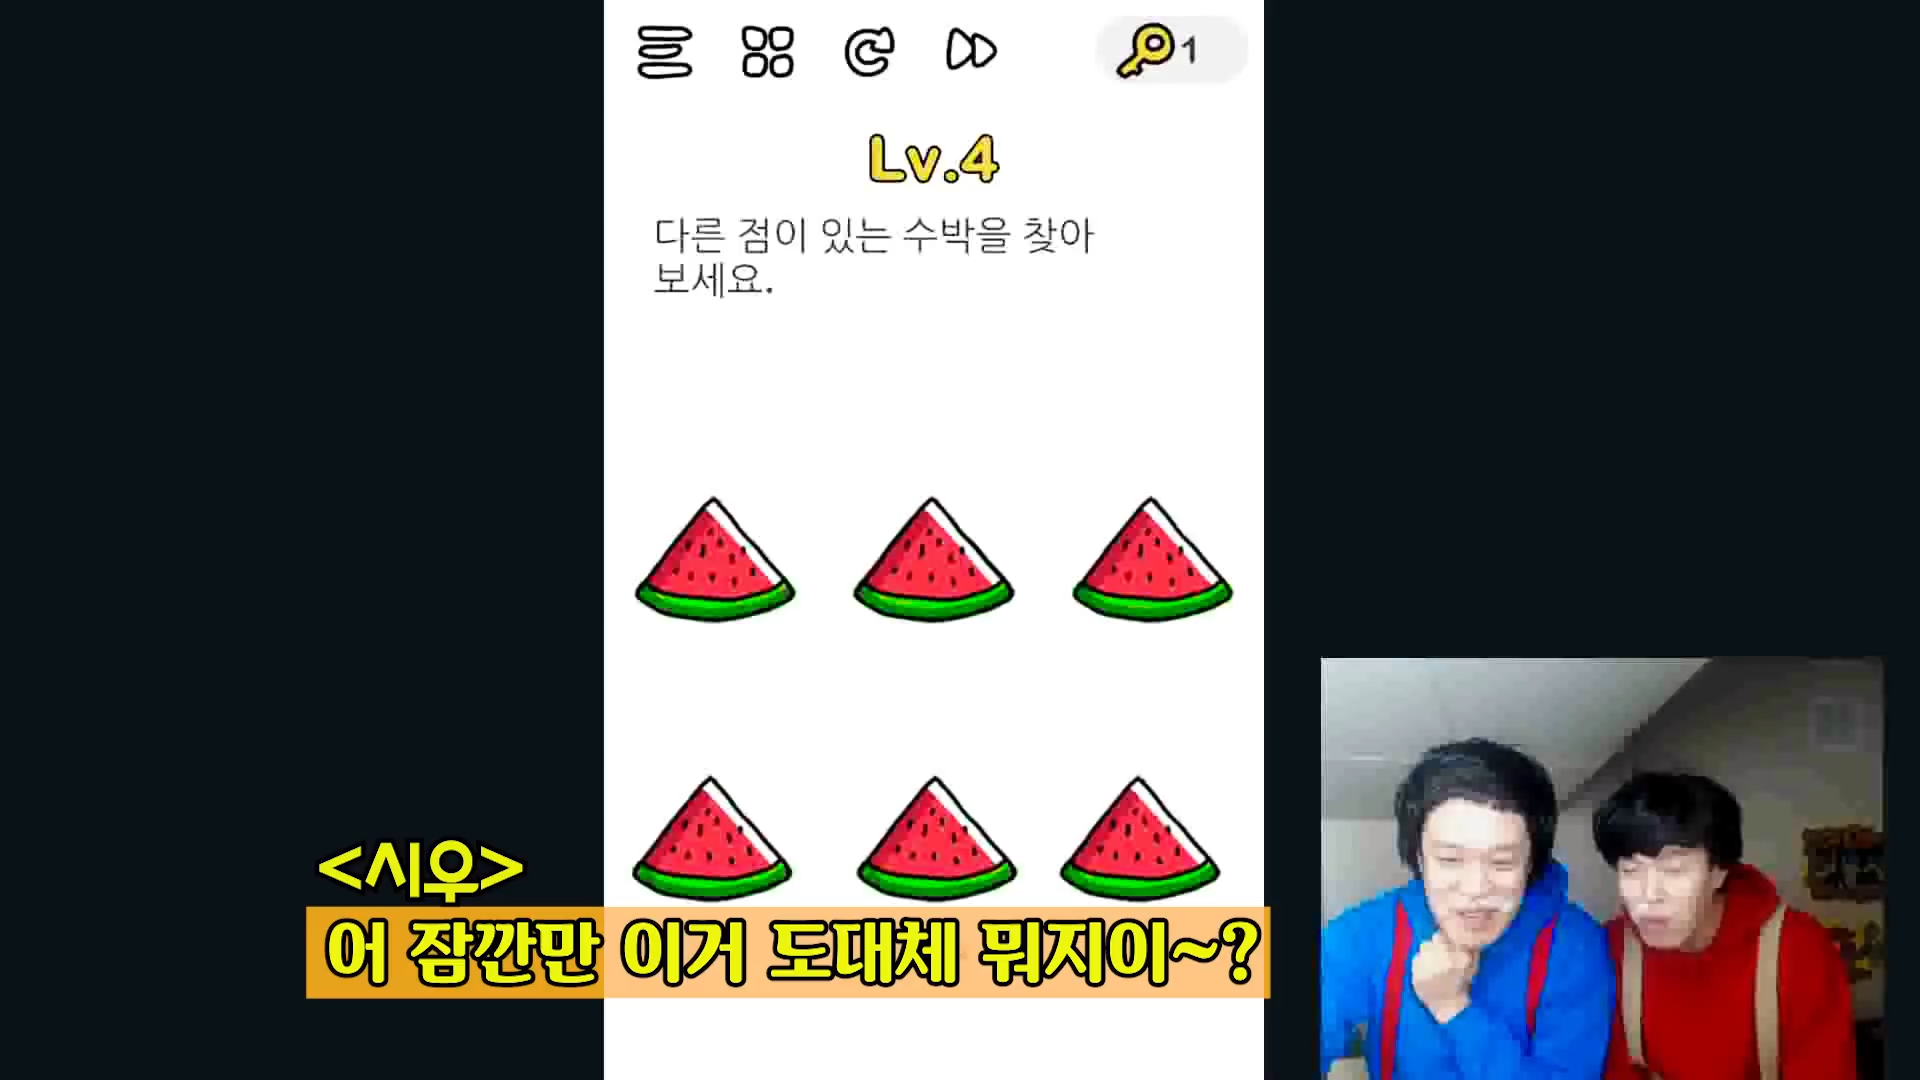 1
Lv.4
다른 점이 있는 수박을 찾아
보세요.
<시우>
어 잠깐만 이거 도대체 뭐지이~?